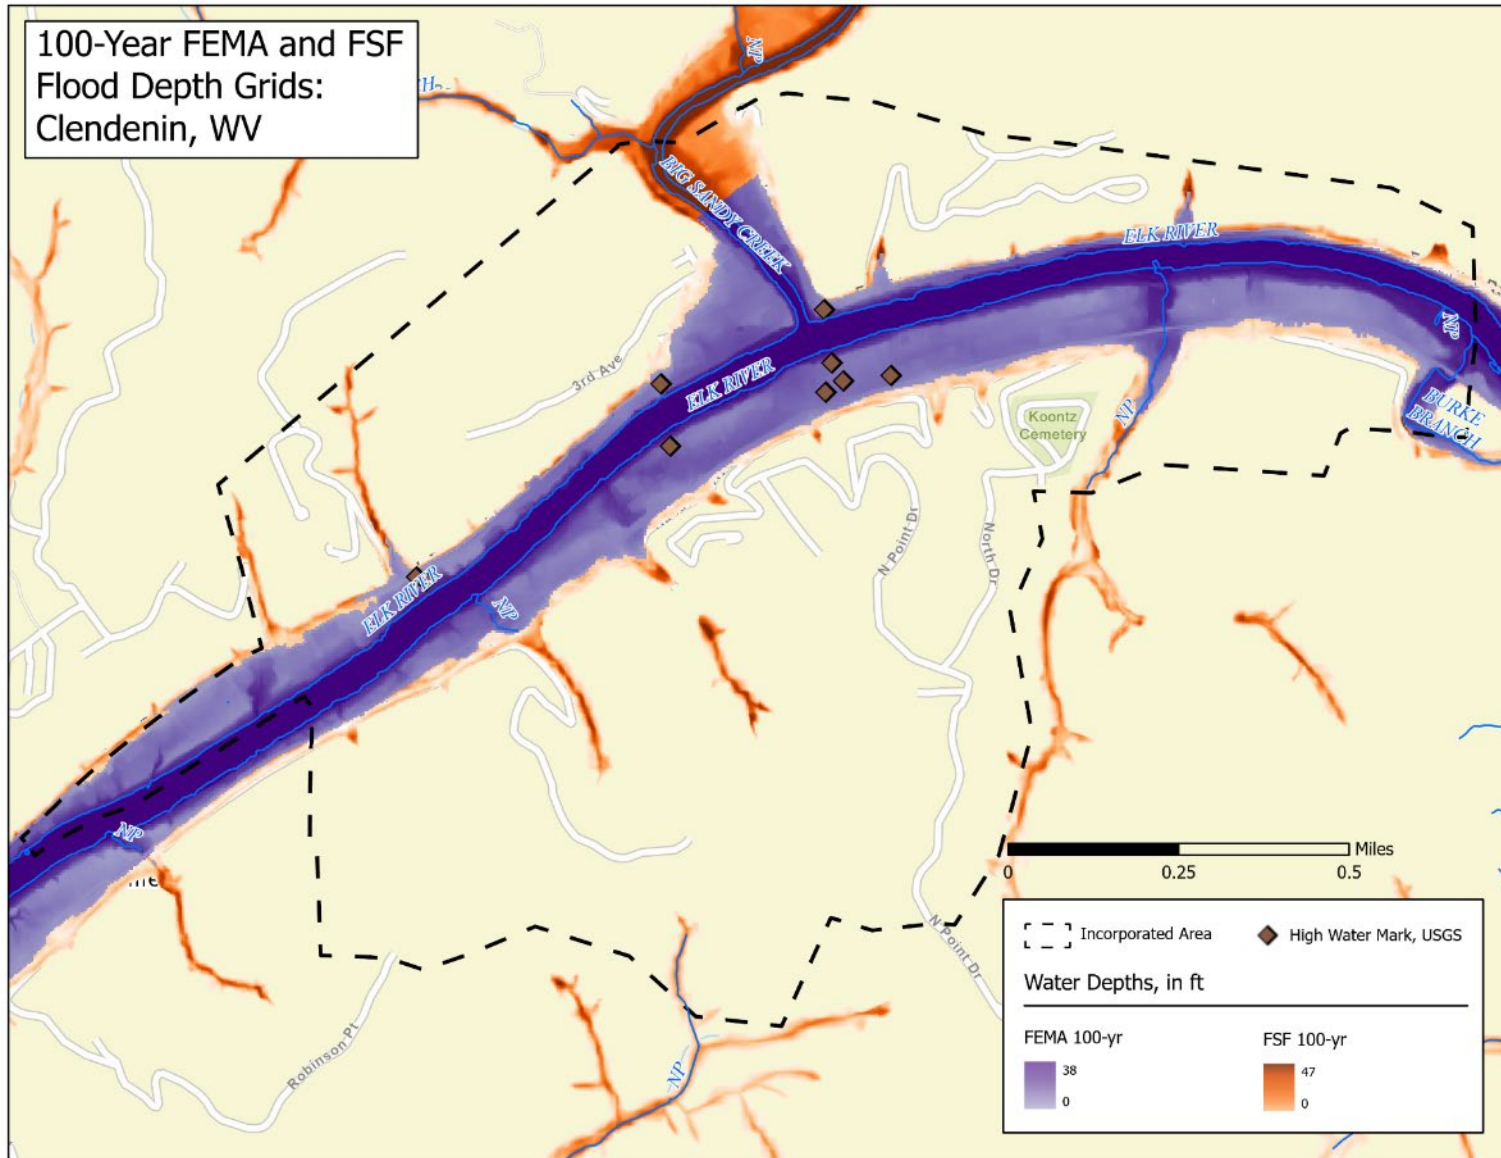 100-Year FEMA and FSF
Flood Depth Grids:
Clendenin, WV
NP
BIG SANDY CREEK
ELK RIVER
3rd Ave
ELK RIVER
NP
BURKE
BRANCH
Koontz
Cemetery
NP
N Point Dr
North Dr
ELK RIVER
NP
NP
Miles
0
0.25
0.5
N Point Dr
Robinson Pt
NP
Incorporated Area
High Water Mark, USGS
Water Depths, in ft
FEMA 100-yr
FSF 100-yr
38
47
0
0